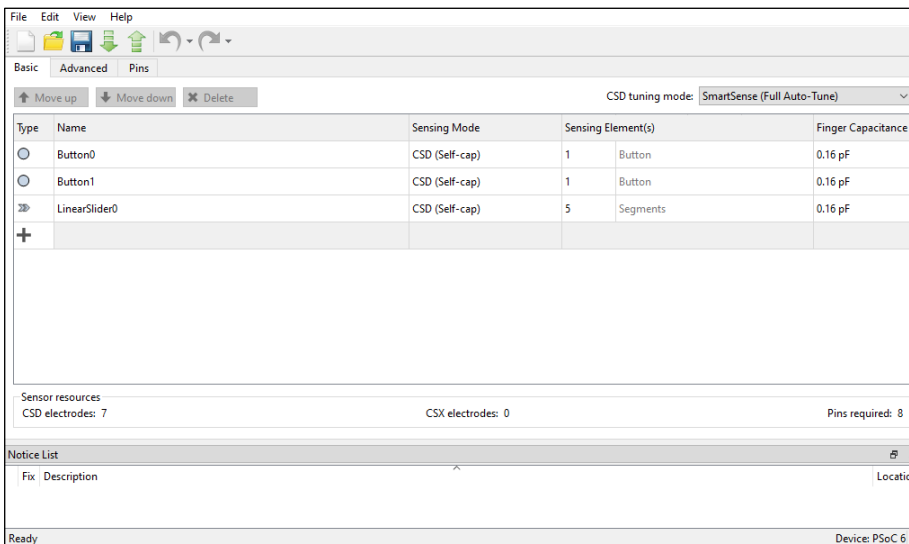 File Edit View Help
Basic Advanced Pins
Move up Move down Delete CSD tuning mode: SmartSense (Full Auto-Tune)
Type Name Sensing Mode Sensing Element(s) Finger Capacitance
Button0 CSD (Self-cap) 1 Button 0.16 pF
Button1 CSD (Self-cap) 1 Button 0.16 pF
LinearSlider0 CSD (Self-cap) 5 Segments 0.16 pF
Sensor resources
CSD electrodes: 7 CSX electrodes: 0 Pins required: 8
Notice List
Fix Description Locatio
Ready Device: PSoC 6